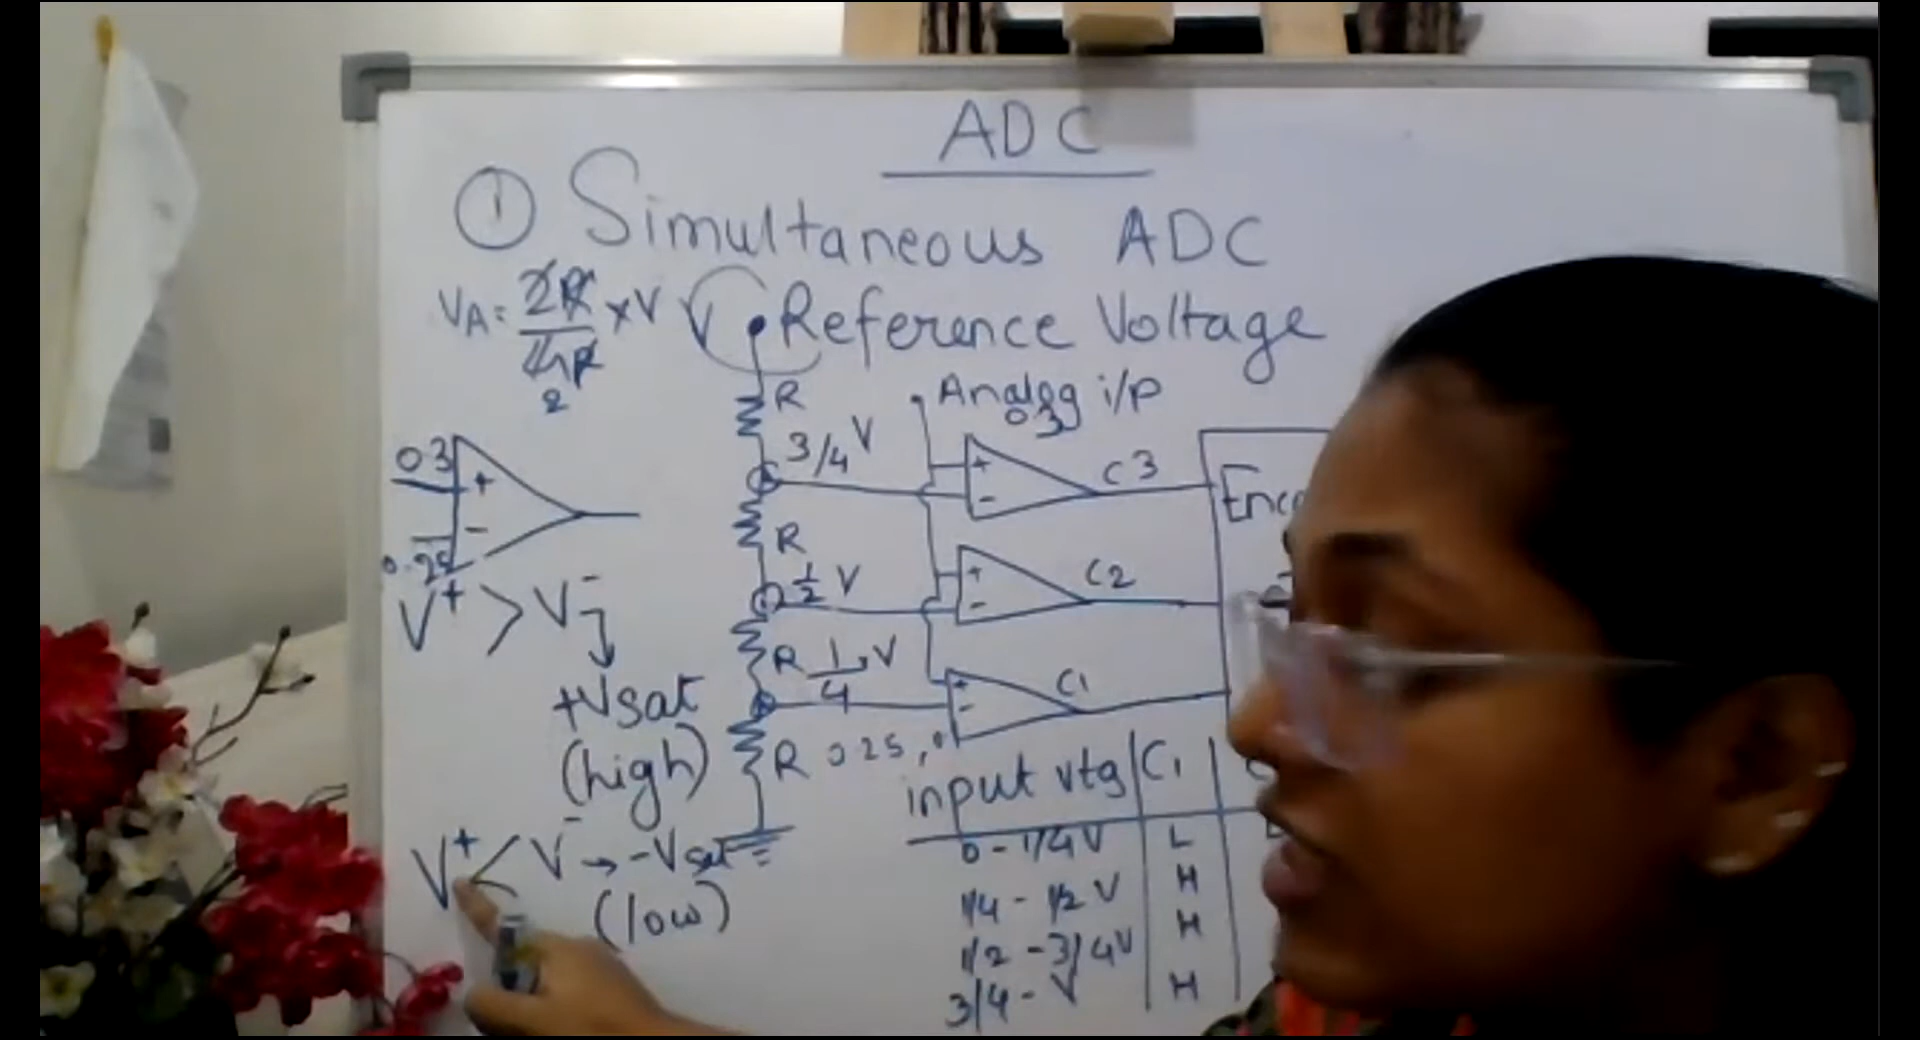 ADC
① Simultaneous ADC
VA = 2R/4R × V
2
V Reference Voltage
R
Analog i/p
0.3
3/4 V
+
-
C3
0.3
+
-
0.25
R
1/2 V
+
-
C2
V+ > V-
+Vsat
(high)
R 1/4 V
+
-
C1
R 0.25,
V+ < V- → -Vsat
(low)
input vtg | C1
0 - 1/4 V | L
1/4 - 1/2 V | H
1/2 - 3/4 V | H
3/4 - V | H